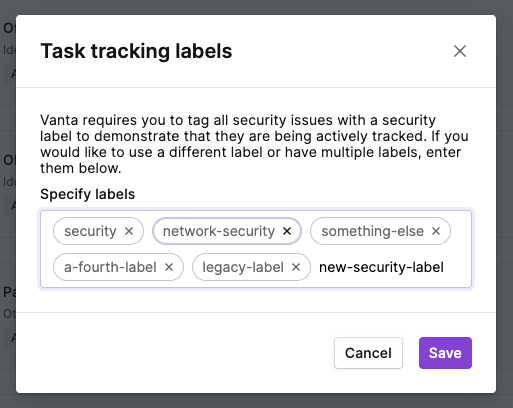 Task tracking labels
Vanta requires you to tag all security issues with a security
label to demonstrate that they are being actively tracked. If you
would like to use a different label or have multiple labels, enter
them below.
Specify labels
security × network-security × something-else ×
a-fourth-label × legacy-label × new-security-label
Cancel Save